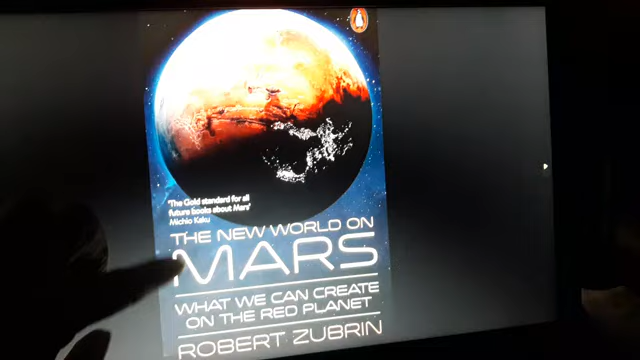 'The Gold standard for all
future books about Mars'
Michio Kaku
THE NEW WORLD ON
MARS
WHAT WE CAN CREATE
ON THE RED PLANET
ROBERT ZUBRIN